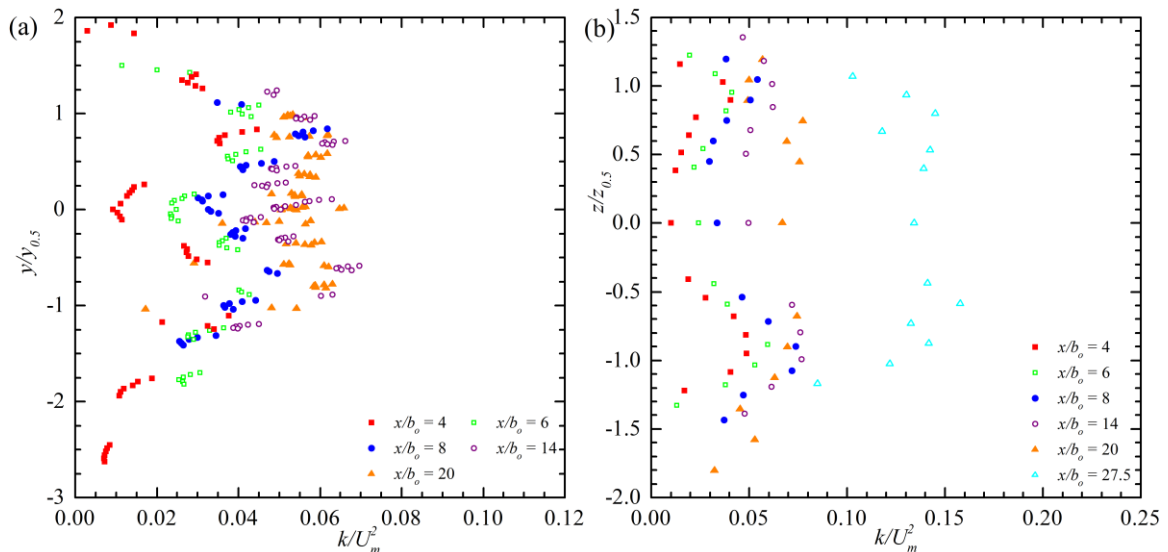 (a)
3
2
1
0
-1
-2
-3
y/y0.5
0.00 0.02 0.04 0.06 0.08 0.10 0.12
k/U²m
x/bo = 4 x/bo = 6
x/bo = 8 x/bo = 14
x/bo = 20
(b)
1.5
1.0
0.5
0.0
-0.5
-1.0
-1.5
-2.0
z/z0.5
0.00 0.05 0.10 0.15 0.20 0.25
k/U²m
x/bo = 4
x/bo = 6
x/bo = 8
x/bo = 14
x/bo = 20
x/bo = 27.5